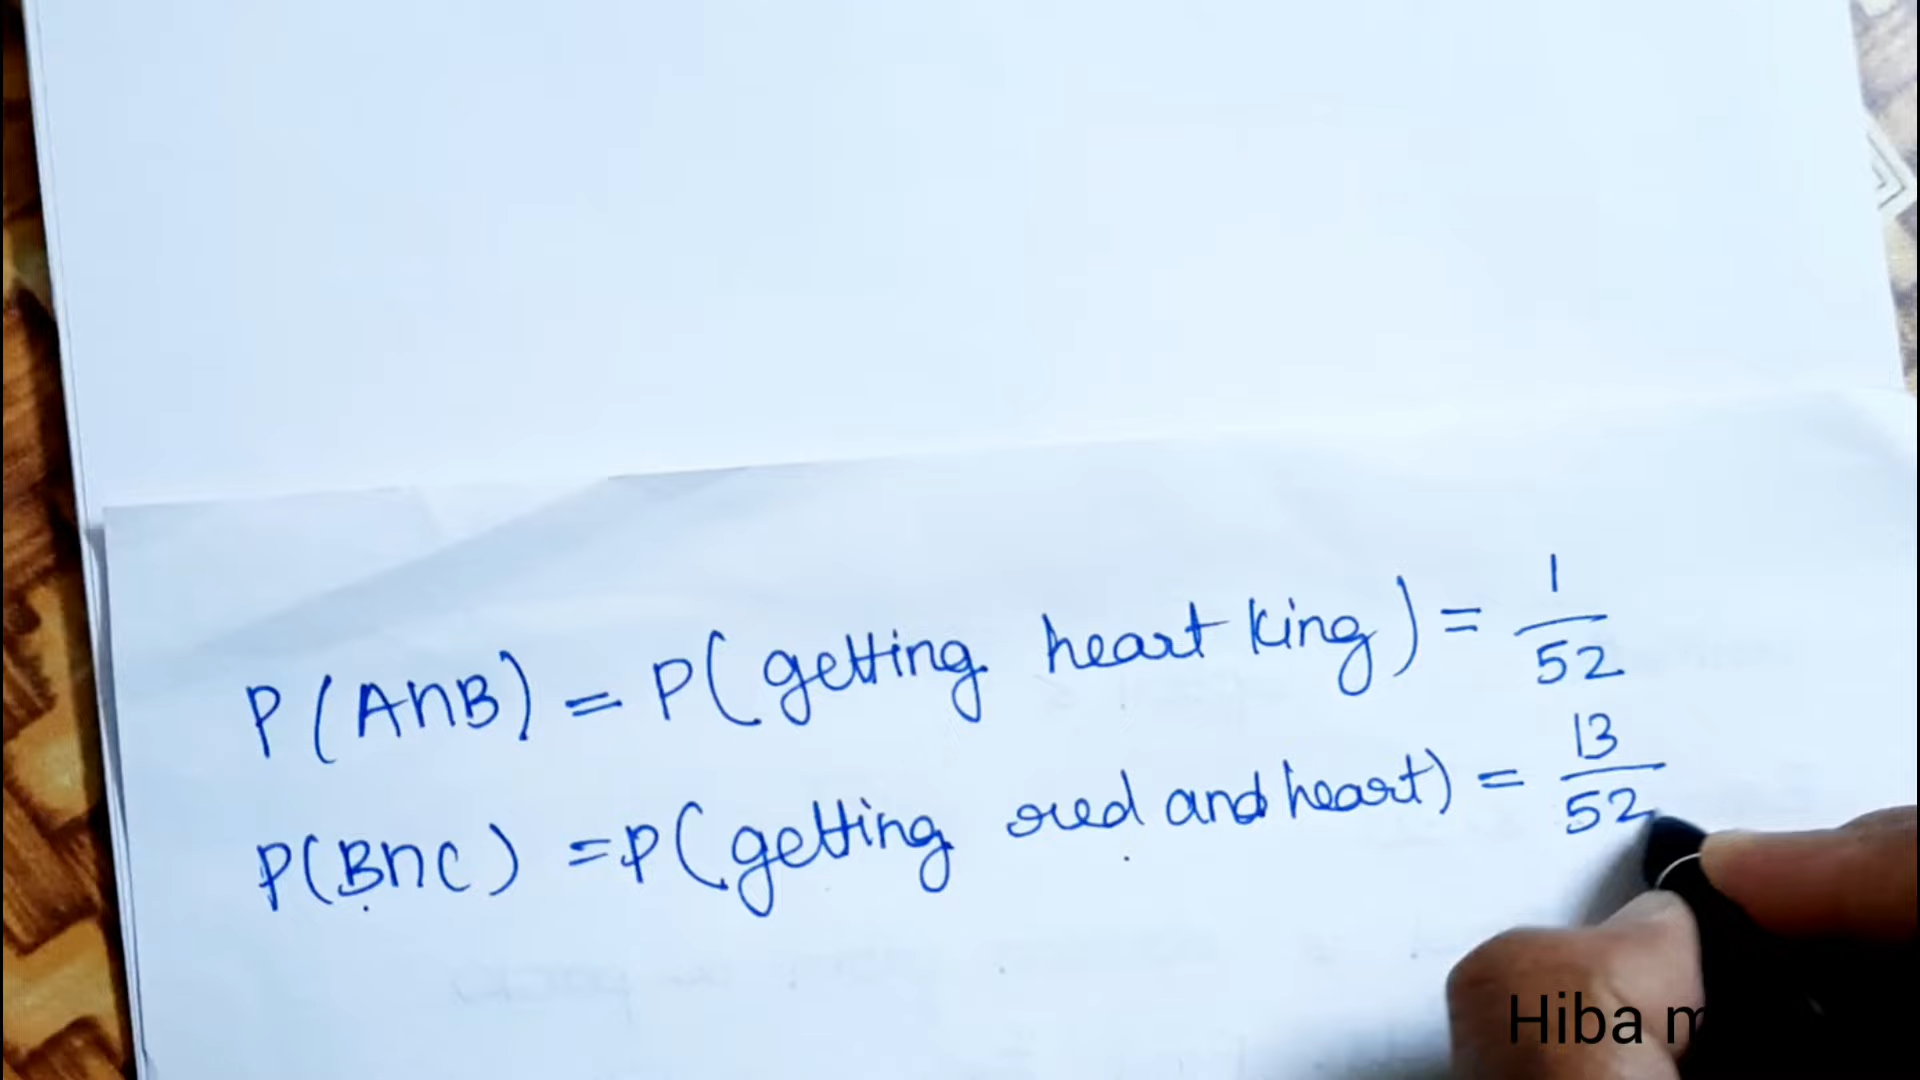 P(A∩B) = P(getting heart king) = 1/52
P(B∩C) = P(getting red and heart) = 13/52
Hiba m